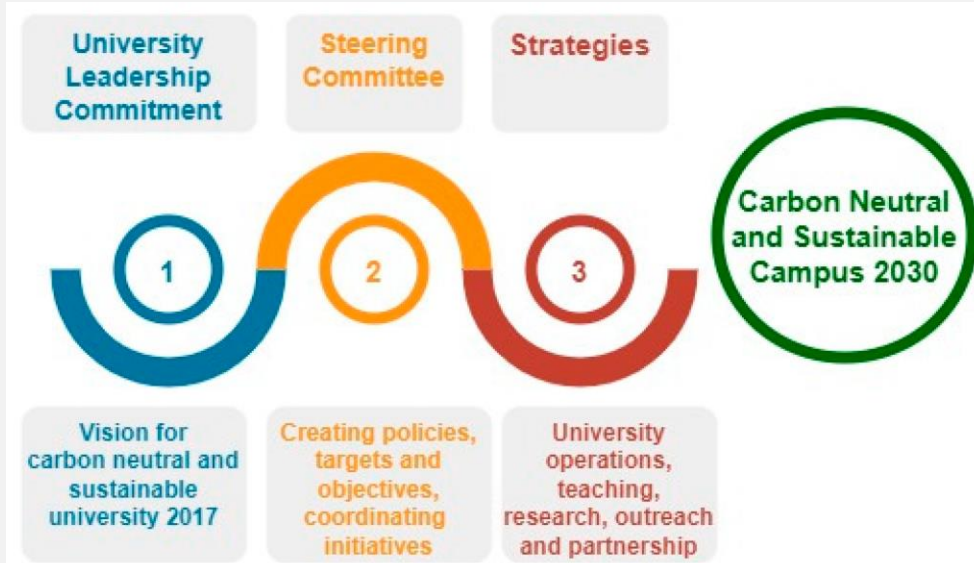 University
Leadership
Commitment
Steering
Committee
Strategies
1
2
3
Carbon Neutral
and Sustainable
Campus 2030
Vision for
carbon neutral and
sustainable
university 2017
Creating policies,
targets and
objectives,
coordinating
initiatives
University
operations,
teaching,
research, outreach
and partnership